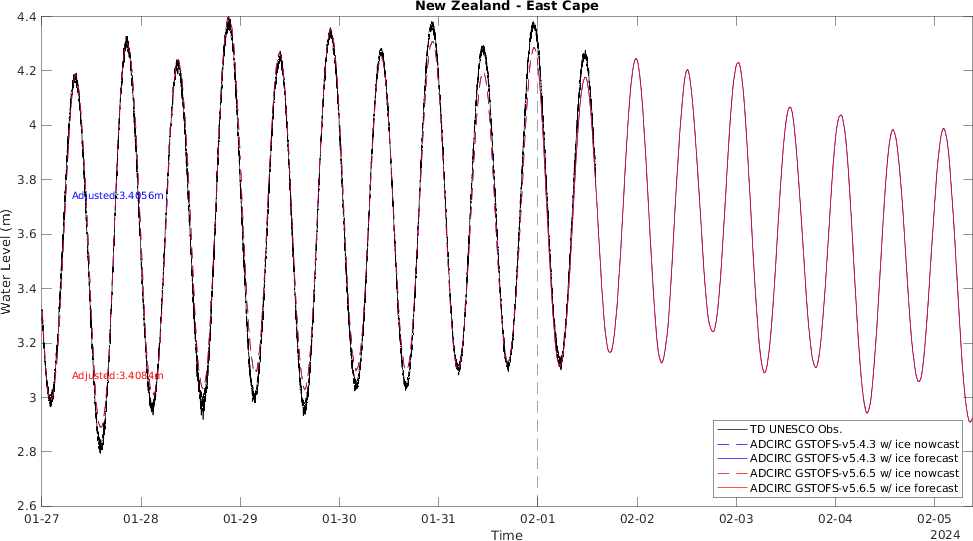 New Zealand - East Cape
4.4
4.2
4
3.8
3.6
3.4
3.2
3
2.8
2.6
Water Level (m)
Adjusted:3.4056m
Adjusted:3.4084m
TD UNESCO Obs.
ADCIRC GSTOFS-v5.4.3 w/ ice nowcast
ADCIRC GSTOFS-v5.4.3 w/ ice forecast
ADCIRC GSTOFS-v5.6.5 w/ ice nowcast
ADCIRC GSTOFS-v5.6.5 w/ ice forecast
01-27 01-28 01-29 01-30 01-31 02-01 02-02 02-03 02-04 02-05
Time
2024